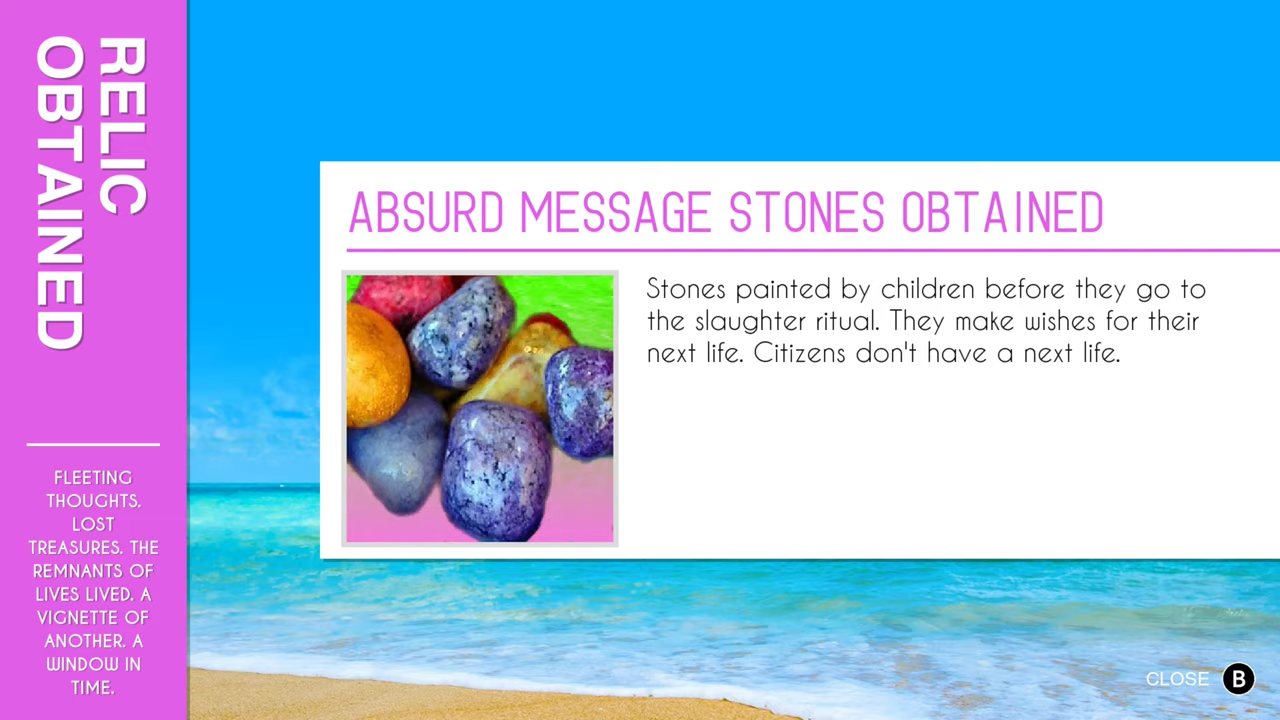 RELIC
OBTAINED
FLEETING
THOUGHTS.
LOST
TREASURES. THE
REMNANTS OF
LIVES LIVED. A
VIGNETTE OF
ANOTHER. A
WINDOW IN
TIME.
ABSURD MESSAGE STONES OBTAINED
Stones painted by children before they go to
the slaughter ritual. They make wishes for their
next life. Citizens don't have a next life.
CLOSE B